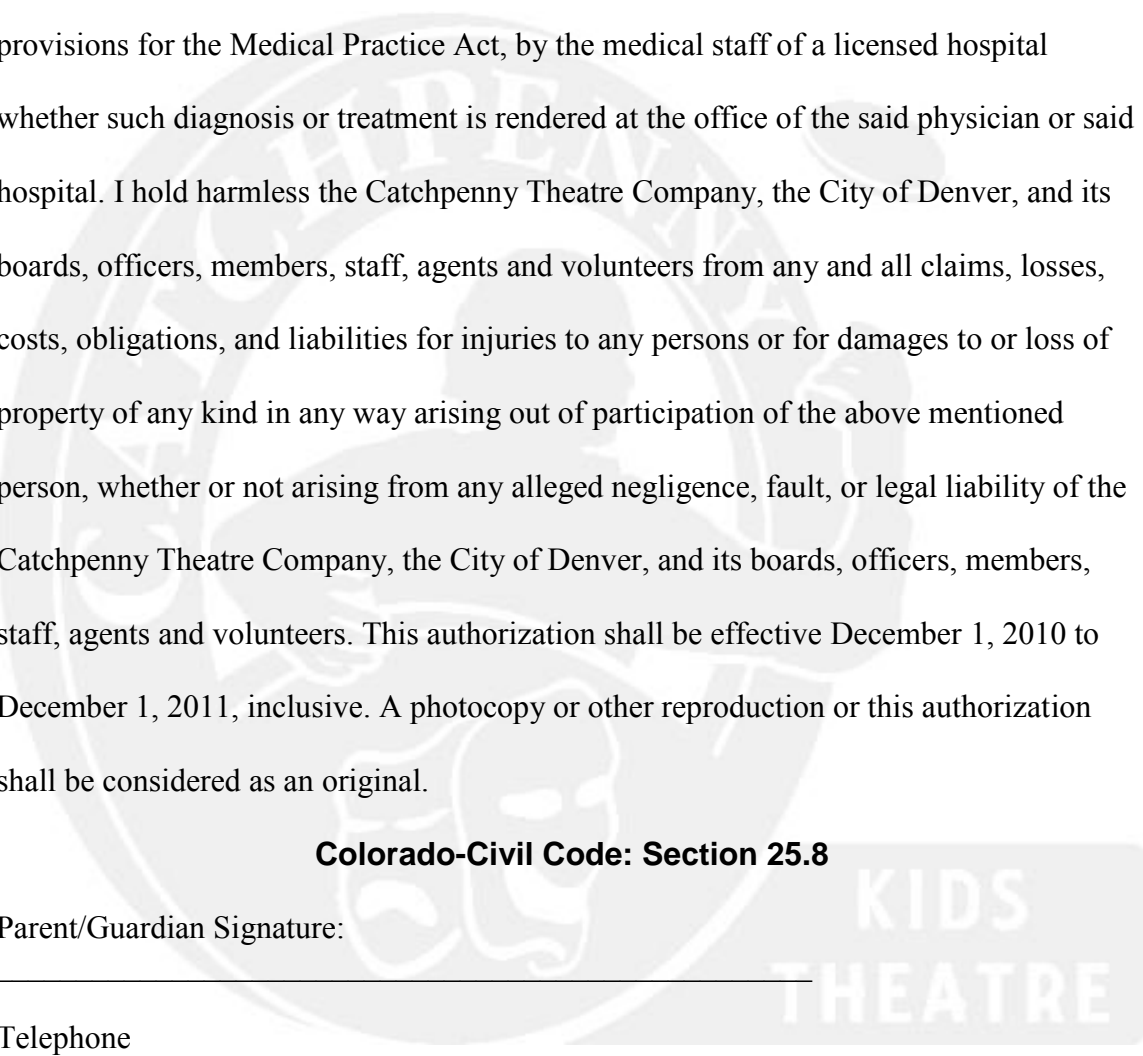 provisions for the Medical Practice Act, by the medical staff of a licensed hospital
whether such diagnosis or treatment is rendered at the office of the said physician or said
hospital. I hold harmless the Catchpenny Theatre Company, the City of Denver, and its
boards, officers, members, staff, agents and volunteers from any and all claims, losses,
costs, obligations, and liabilities for injuries to any persons or for damages to or loss of
property of any kind in any way arising out of participation of the above mentioned
person, whether or not arising from any alleged negligence, fault, or legal liability of the
Catchpenny Theatre Company, the City of Denver, and its boards, officers, members,
staff, agents and volunteers. This authorization shall be effective December 1, 2010 to
December 1, 2011, inclusive. A photocopy or other reproduction or this authorization
shall be considered as an original.
Colorado-Civil Code: Section 25.8
Parent/Guardian Signature:
Telephone
CATCHPENNY
KIDS
THEATRE